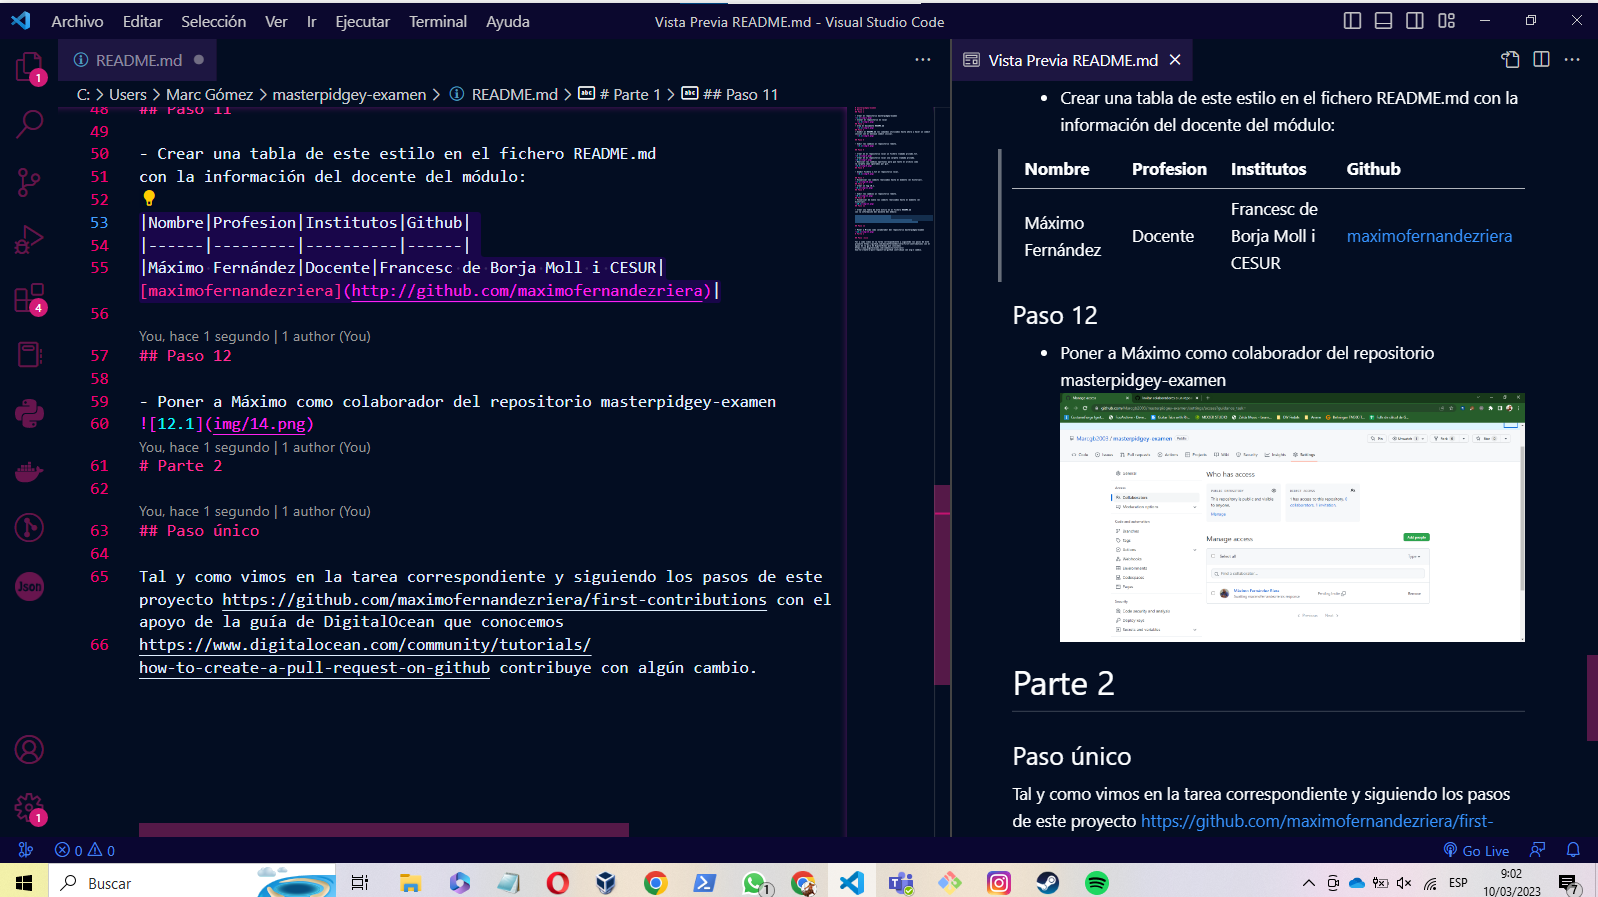 Archivo Editar Selección Ver Ir Ejecutar Terminal Ayuda
Vista Previa README.md - Visual Studio Code
README.md
C: > Users > Marc Gómez > masterpidgey-examen > README.md > # Parte 1 > ## Paso 11
48 ## Paso 11
49
50 - Crear una tabla de este estilo en el fichero README.md
51 con la información del docente del módulo:
52
53 |Nombre|Profesion|Institutos|Github|
54 |------|---------|----------|------|
55 |Máximo Fernández|Docente|Francesc de Borja Moll i CESUR|
[maximofernandezriera](http://github.com/maximofernandezriera)|
56
You, hace 1 segundo | 1 author (You)
57 ## Paso 12
58
59 - Poner a Máximo como colaborador del repositorio masterpidgey-examen
60 ![12.1](img/14.png)
You, hace 1 segundo | 1 author (You)
61 # Parte 2
62
You, hace 1 segundo | 1 author (You)
63 ## Paso único
64
65 Tal y como vimos en la tarea correspondiente y siguiendo los pasos de este
proyecto https://github.com/maximofernandezriera/first-contributions con el
apoyo de la guía de DigitalOcean que conocemos
66 https://www.digitalocean.com/community/tutorials/
how-to-create-a-pull-request-on-github contribuye con algún cambio.
Vista Previa README.md
Crear una tabla de este estilo en el fichero README.md con la
información del docente del módulo:
Nombre Profesion Institutos Github
Máximo Fernández Docente Francesc de Borja Moll i CESUR maximofernandezriera
Paso 12
Poner a Máximo como colaborador del repositorio
masterpidgey-examen
Marcgb2003 / masterpidgey-examen
Who has access
Collaborators
Manage access
Add people
Parte 2
Paso único
Tal y como vimos en la tarea correspondiente y siguiendo los pasos
de este proyecto https://github.com/maximofernandezriera/first-
1
4
Json
1
0 0
Go Live
Buscar
1
ESP
9:02
10/03/2023
7